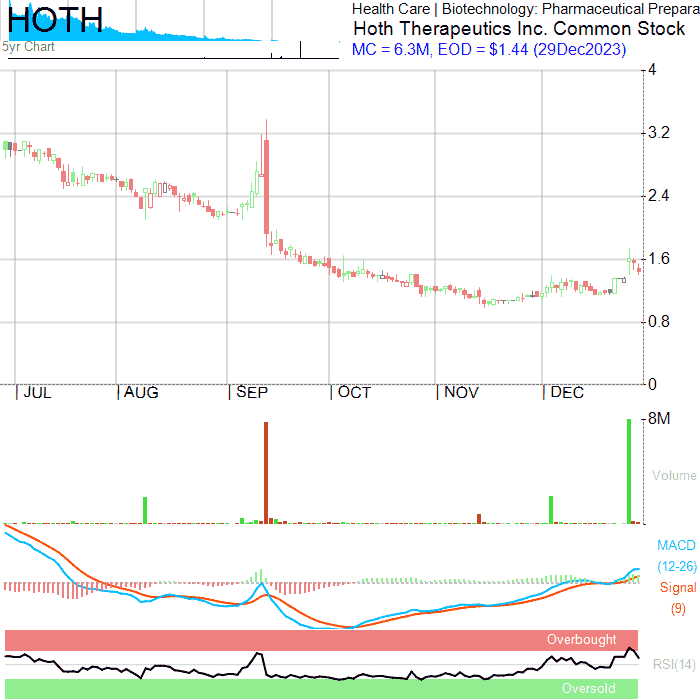 HOTH
Health Care | Biotechnology: Pharmaceutical Prepara
Hoth Therapeutics Inc. Common Stock
5yr Chart
MC = 6.3M, EOD = $1.44 (29Dec2023)
4
3.2
2.4
1.6
0.8
0
JUL AUG SEP OCT NOV DEC
8M
Volume
MACD
(12-26)
Signal
(9)
Overbought
RSI(14)
Oversold